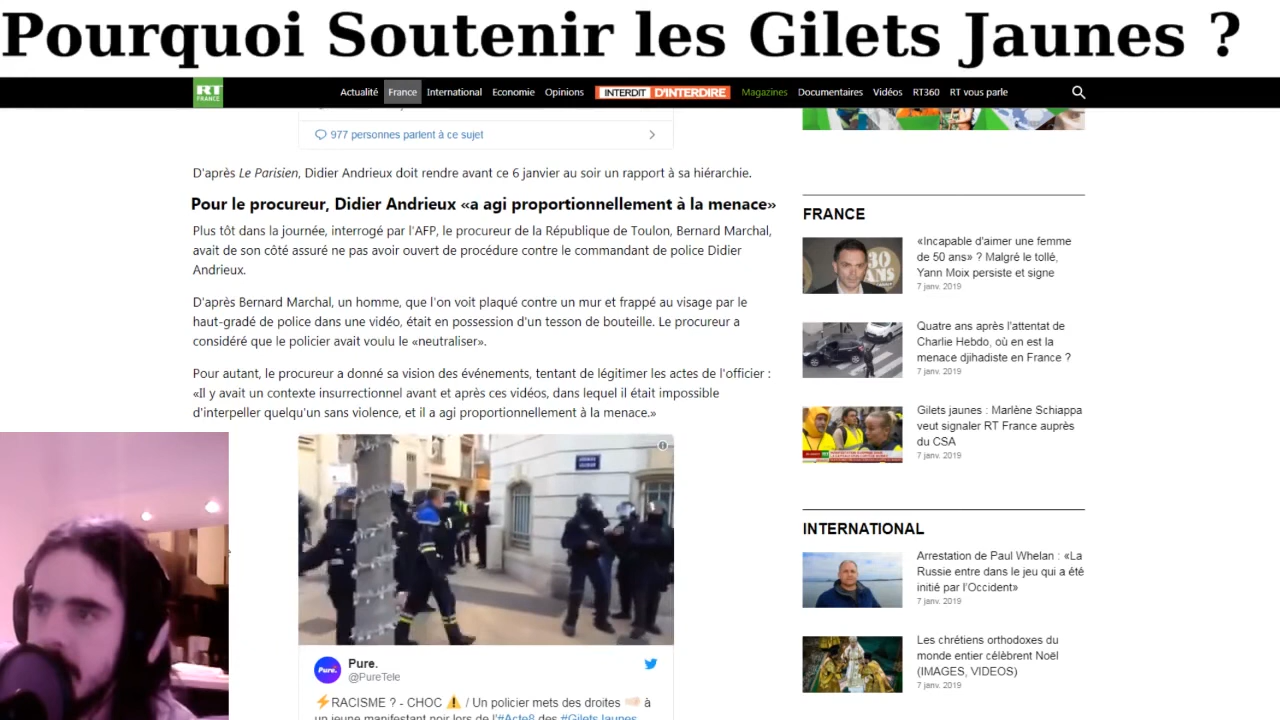 Pourquoi Soutenir les Gilets Jaunes ?
RT
FRANCE
Actualité France International Economie Opinions INTERDIT D'INTERDIRE Magazines Documentaires Vidéos RT360 RT vous parle
977 personnes parlent à ce sujet
D'après Le Parisien, Didier Andrieux doit rendre avant ce 6 janvier au soir un rapport à sa hiérarchie.
Pour le procureur, Didier Andrieux «a agi proportionnellement à la menace»
Plus tôt dans la journée, interrogé par l'AFP, le procureur de la République de Toulon, Bernard Marchal,
avait de son côté assuré ne pas avoir ouvert de procédure contre le commandant de police Didier
Andrieux.
D'après Bernard Marchal, un homme, que l'on voit plaqué contre un mur et frappé au visage par le
haut-gradé de police dans une vidéo, était en possession d'un tesson de bouteille. Le procureur a
considéré que le policier avait voulu le «neutraliser».
Pour autant, le procureur a donné sa vision des événements, tentant de légitimer les actes de l'officier :
«Il y avait un contexte insurrectionnel avant et après ces vidéos, dans lequel il était impossible
d'interpeller quelqu'un sans violence, et il a agi proportionnellement à la menace.»
Pure.
Pure.
@PureTele
⚡RACISME ? - CHOC ⚠️ / Un policier mets des droites 🤜 à
un jeune manifestant noir lors de l'#Acte8 des #GiletsJaunes
FRANCE
30
ANS
«Incapable d'aimer une femme
de 50 ans» ? Malgré le tollé,
Yann Moix persiste et signe
7 janv. 2019
Quatre ans après l'attentat de
Charlie Hebdo, où en est la
menace djihadiste en France ?
7 janv. 2019
Gilets jaunes : Marlène Schiappa
veut signaler RT France auprès
du CSA
7 janv. 2019
INTERNATIONAL
Arrestation de Paul Whelan : «La
Russie entre dans le jeu qui a été
initié par l'Occident»
7 janv. 2019
Les chrétiens orthodoxes du
monde entier célèbrent Noël
(IMAGES, VIDEOS)
7 janv. 2019